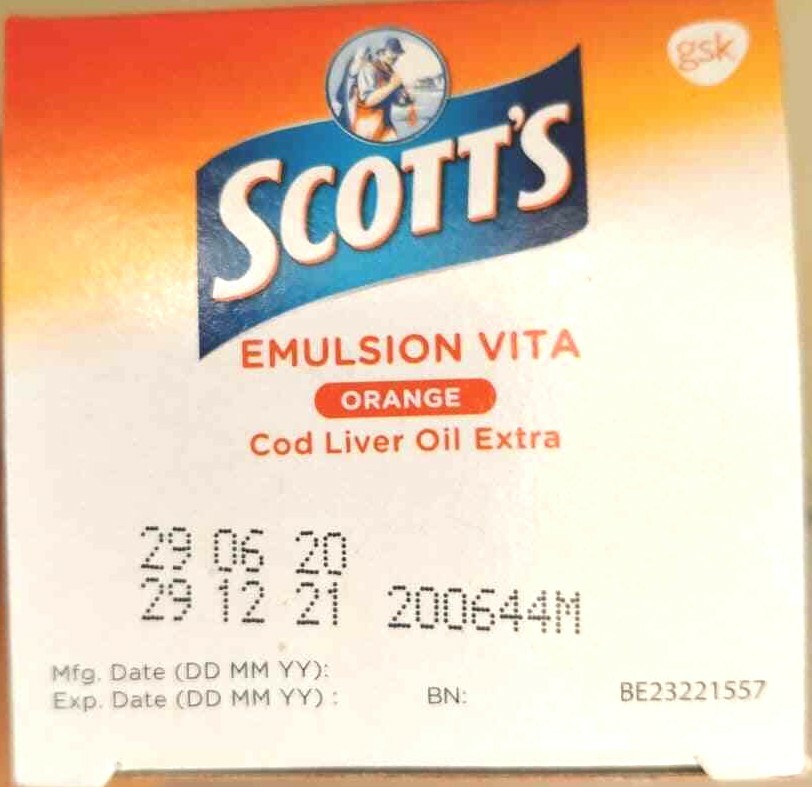 gsk
SCOTT'S
EMULSION VITA
ORANGE
Cod Liver Oil Extra
29 06 20
29 12 21 200644M
Mfg. Date (DD MM YY):
Exp. Date (DD MM YY) : BN: BE23221557